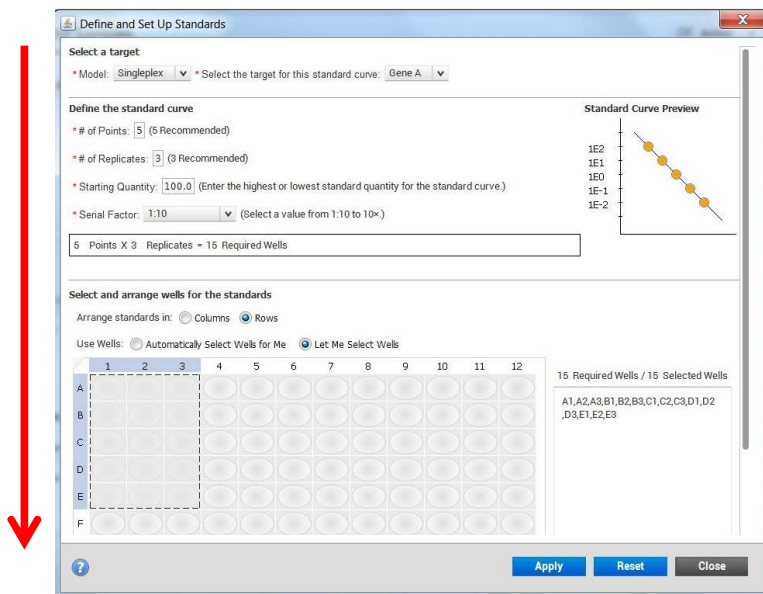 Define and Set Up Standards
X
Select a target
* Model: Singleplex * Select the target for this standard curve: Gene A
Define the standard curve
* # of Points: 5 (5 Recommended)
* # of Replicates: 3 (3 Recommended)
* Starting Quantity: 100.0 (Enter the highest or lowest standard quantity for the standard curve.)
* Serial Factor: 1:10 (Select a value from 1:10 to 10×.)
5 Points X 3 Replicates = 15 Required Wells
Standard Curve Preview
1E2
1E1
1E0
1E-1
1E-2
Select and arrange wells for the standards
Arrange standards in: Columns Rows
Use Wells: Automatically Select Wells for Me Let Me Select Wells
1 2 3 4 5 6 7 8 9 10 11 12
A
B
C
D
E
F
15 Required Wells / 15 Selected Wells
A1,A2,A3,B1,B2,B3,C1,C2,C3,D1,D2
,D3,E1,E2,E3
?
Apply Reset Close